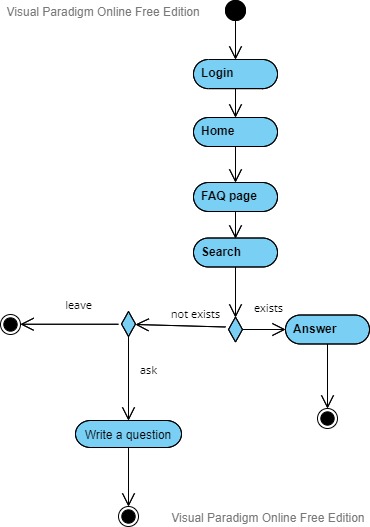 Visual Paradigm Online Free Edition
Login
Home
FAQ page
Search
leave
not exists
exists
Answer
ask
Write a question
Visual Paradigm Online Free Edition